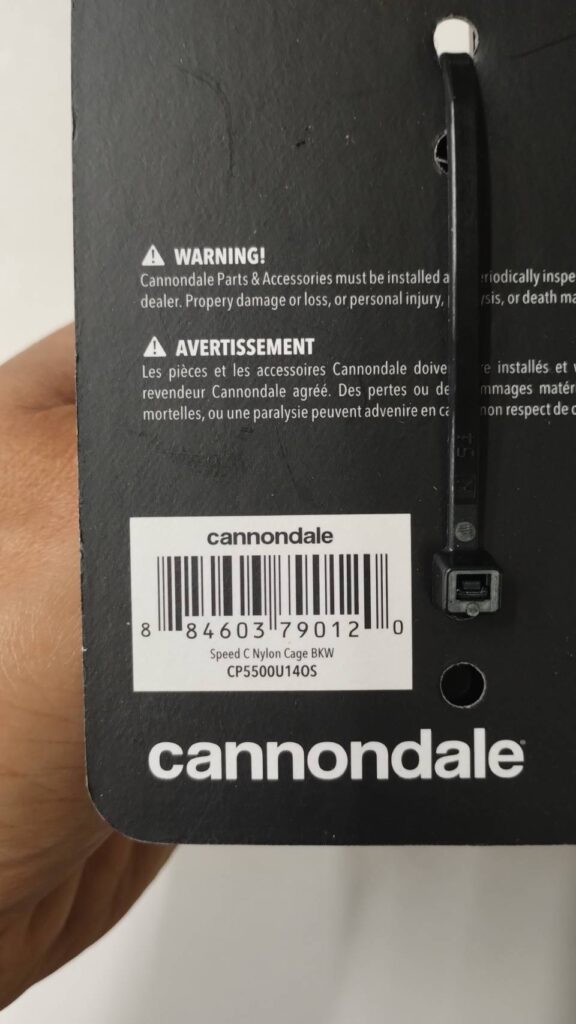 WARNING!
Cannondale Parts & Accessories must be installed a eriodically inspe
dealer. Propery damage or loss, or personal injury, ysis, or death ma
AVERTISSEMENT
Les pièces et les accessoires Cannondale doive re installés et v
revendeur Cannondale agréé. Des pertes ou de mmages matér
mortelles, ou une paralysie peuvent advenire en ca non respect de c
cannondale
8 84603 79012 0
Speed C Nylon Cage BKW
CP5500U14OS
cannondale